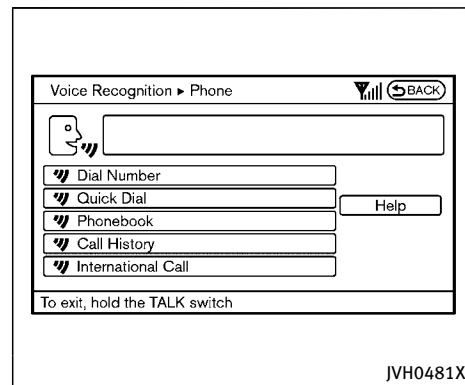 Voice Recognition ▸ Phone
BACK
Dial Number
Quick Dial
Phonebook
Call History
International Call
Help
To exit, hold the TALK switch
JVH0481X